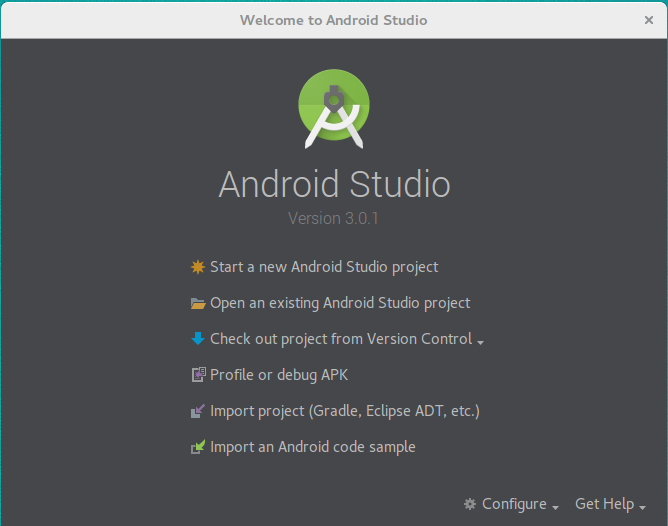 Welcome to Android Studio
Android Studio
Version 3.0.1
Start a new Android Studio project
Open an existing Android Studio project
Check out project from Version Control
Profile or debug APK
Import project (Gradle, Eclipse ADT, etc.)
Import an Android code sample
Configure Get Help